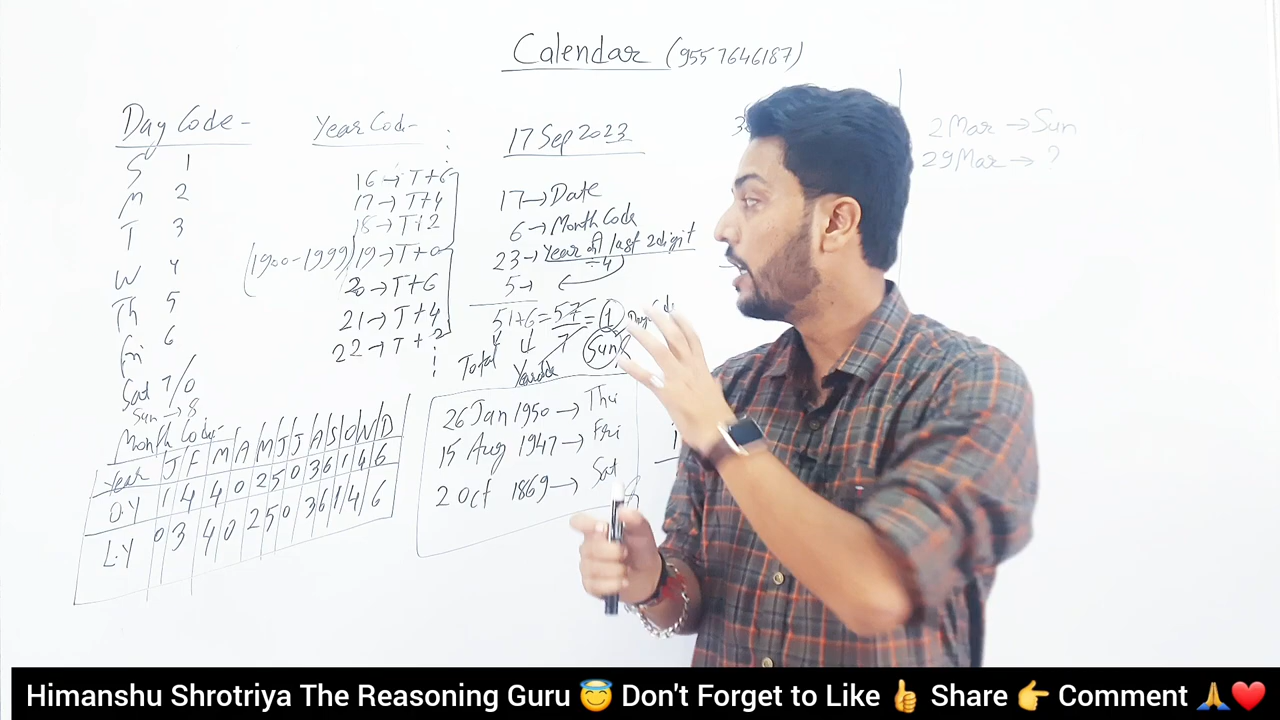 Calendar (9557646187)
Day Code -
S 1
M 2
T 3
W 4
Th 5
Fri 6
Sat 7/0
Sun → 8
Year Code -
16 → T+6
17 → T+4
18 → T+2
(1900-1999) 19 → T+0
20 → T+6
21 → T+4
22 → T+2
17 Sep 2023
17 → Date
6 → Month Code
23 → Year of last 2 digit
÷4
5 →
51+6 = 57 = 1
7
Total
Sun
26 Jan 1950 → Thu
15 Aug 1947 → Fri
2 Oct 1869 → Sat
Month Code -
Year J F M A M J J A S O N D
O.Y 1 4 4 0 2 5 0 3 6 1 4 6
L.Y 0 3 4 0 2 5 0 3 6 1 4 6
2 Mar → Sun
29 Mar → ?
Himanshu Shrotriya The Reasoning Guru 😇 Don't Forget to Like 👍 Share 👉 Comment 🙏❤️